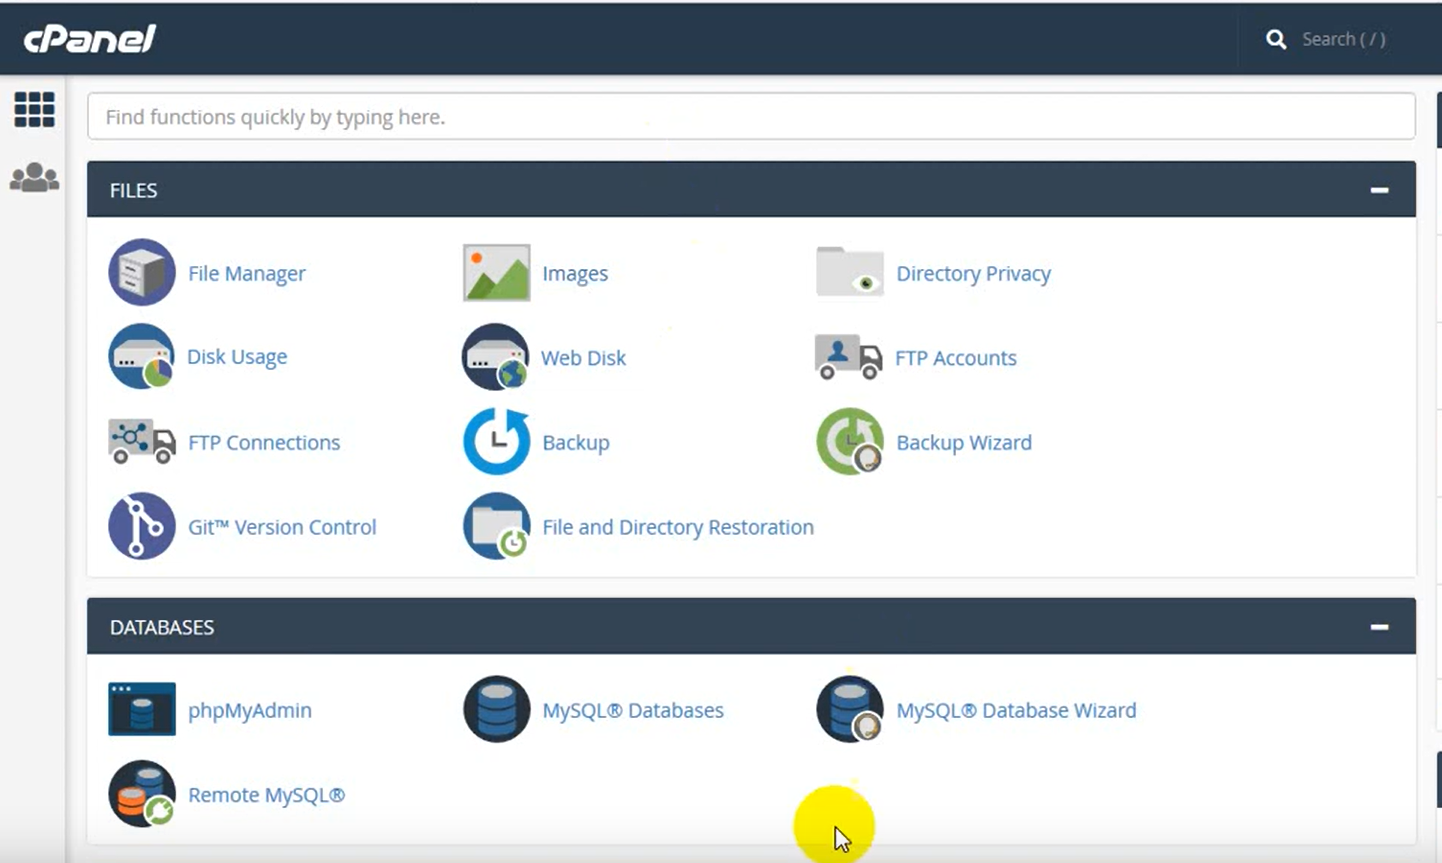 cPanel
Search ( / )
Find functions quickly by typing here.
FILES
File Manager
Images
Directory Privacy
Disk Usage
Web Disk
FTP Accounts
FTP Connections
Backup
Backup Wizard
Git™ Version Control
File and Directory Restoration
DATABASES
phpMyAdmin
MySQL® Databases
MySQL® Database Wizard
Remote MySQL®